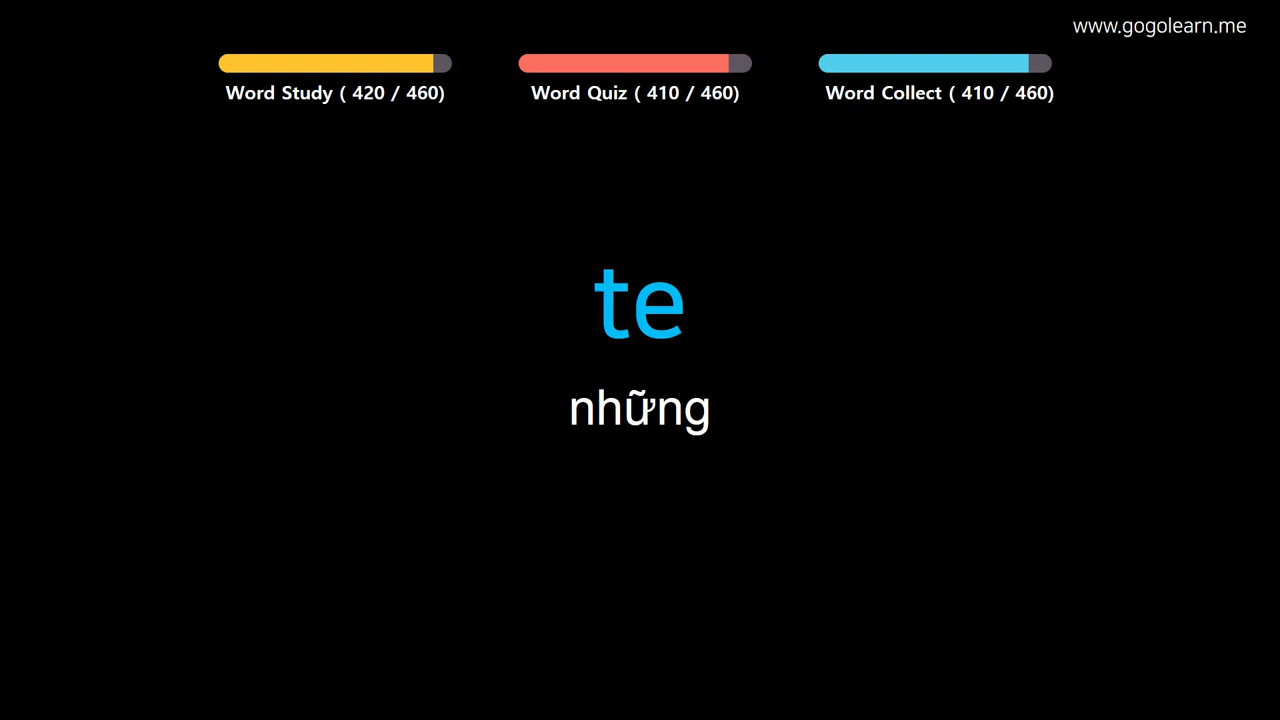 www.gogolearn.me
Word Study ( 420 / 460)
Word Quiz ( 410 / 460)
Word Collect ( 410 / 460)
te
những